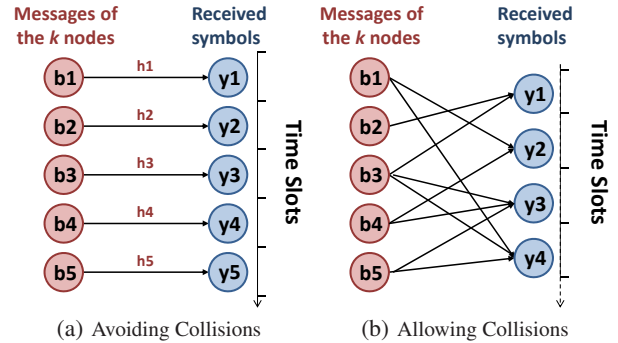 Messages of
the k nodes
Received
symbols
b1
h1
y1
b2
h2
y2
b3
h3
y3
b4
h4
y4
b5
h5
y5
Time Slots
(a) Avoiding Collisions
Messages of
the k nodes
Received
symbols
b1
y1
b2
y2
b3
y3
b4
y4
b5
Time Slots
(b) Allowing Collisions